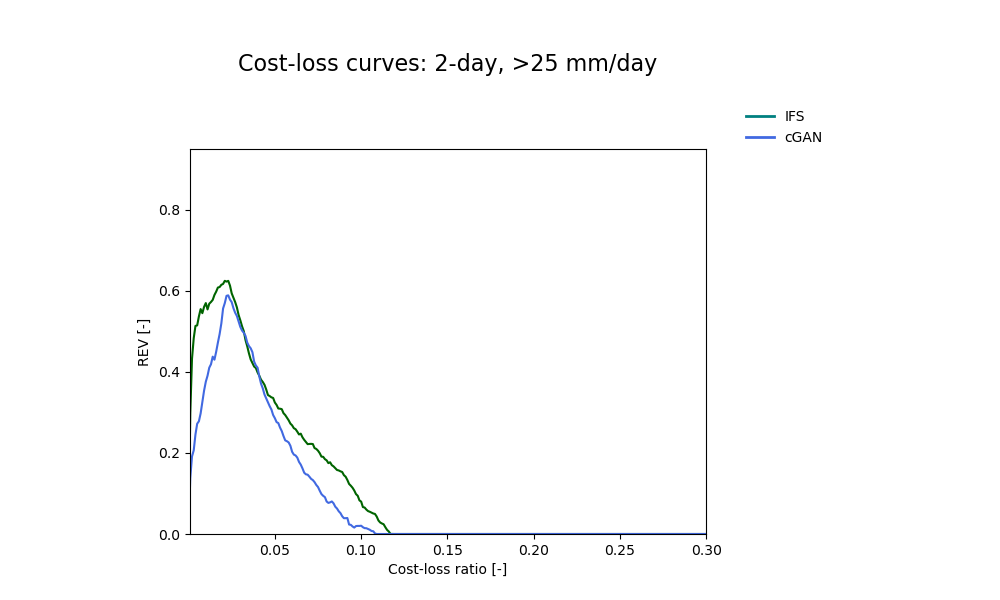 Cost-loss curves: 2-day, >25 mm/day
IFS
cGAN
0.8
0.6
0.4
0.2
0.0
REV [-]
0.05 0.10 0.15 0.20 0.25 0.30
Cost-loss ratio [-]